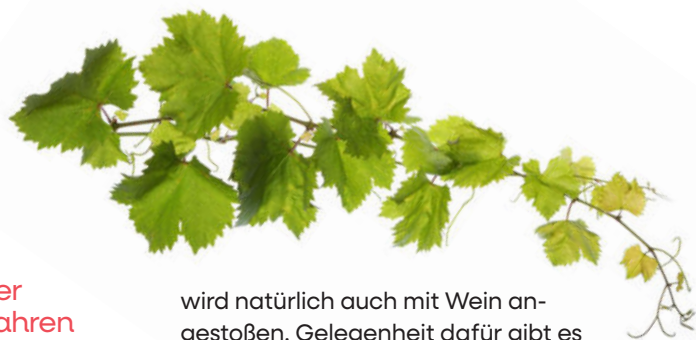 er
ahren
wird natürlich auch mit Wein an-
gestoßen. Gelegenheit dafür gibt es